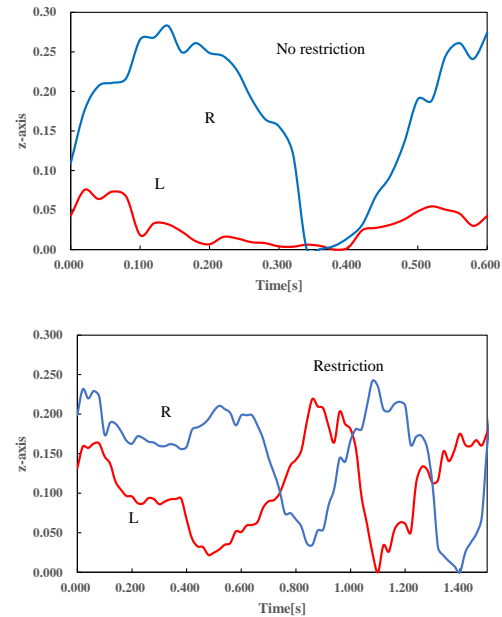 0.30
No restriction
0.25
0.20
z-axis
0.15
R
0.10
L
0.05
0.00
0.000 0.100 0.200 0.300 0.400 0.500 0.600
Time[s]
0.300
Restriction
0.250
R
0.200
z-axis
0.150
0.100
L
0.050
0.000
0.000 0.200 0.400 0.600 0.800 1.000 1.200 1.400
Time[s]